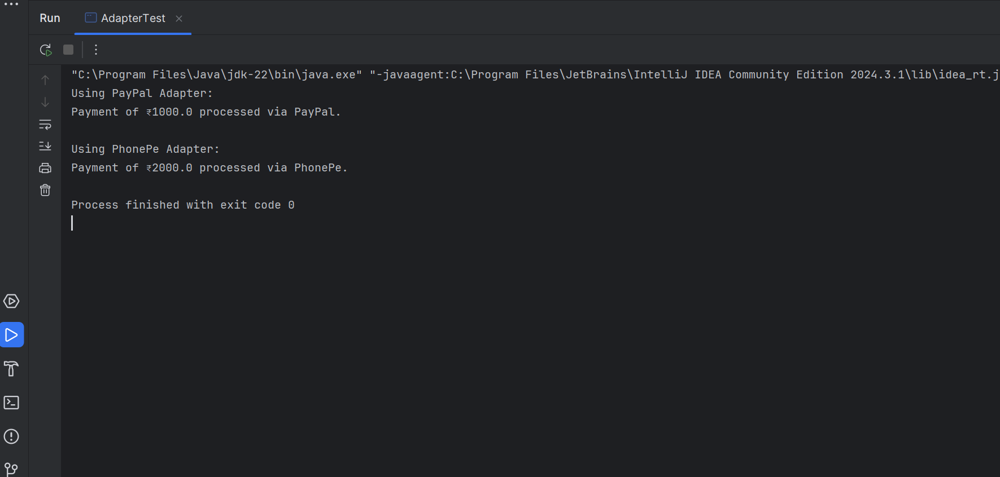 Run AdapterTest
"C:\Program Files\Java\jdk-22\bin\java.exe" "-javaagent:C:\Program Files\JetBrains\IntelliJ IDEA Community Edition 2024.3.1\lib\idea_rt.j
Using PayPal Adapter:
Payment of ₹1000.0 processed via PayPal.
Using PhonePe Adapter:
Payment of ₹2000.0 processed via PhonePe.
Process finished with exit code 0